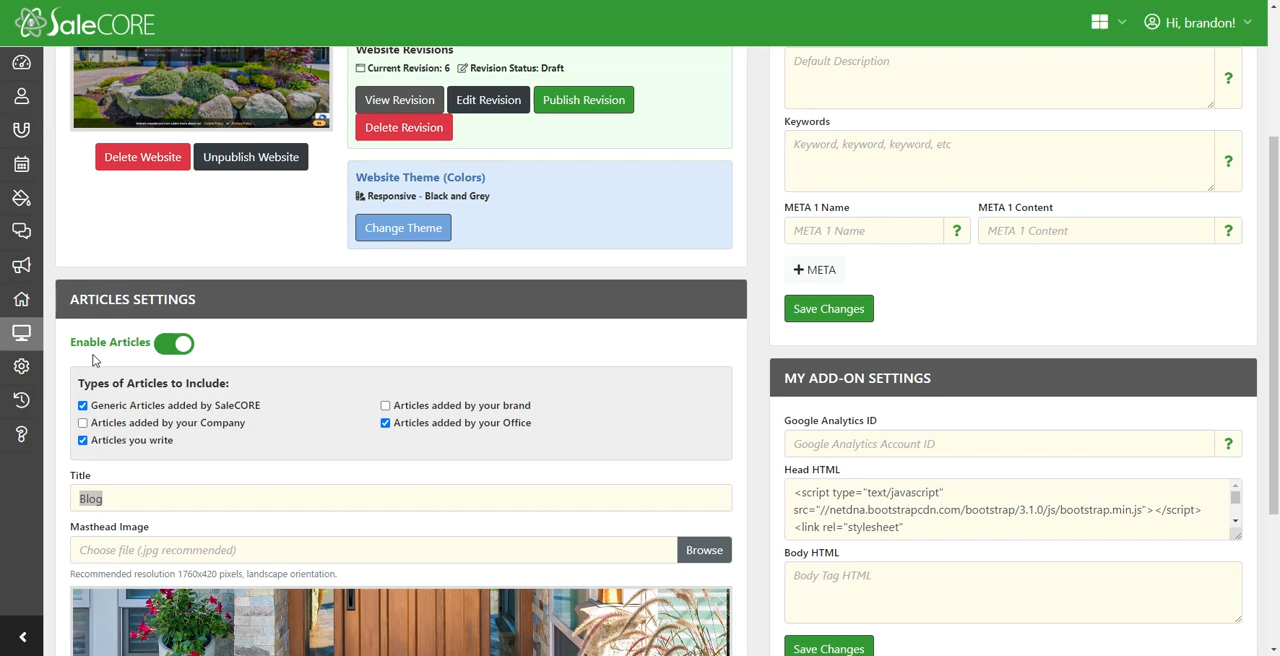 SaleCORE
Hi, brandon!
Website Revisions
Current Revision: 6 Revision Status: Draft
View Revision
Edit Revision
Publish Revision
Delete Revision
Delete Website
Unpublish Website
Website Theme (Colors)
Responsive - Black and Grey
Change Theme
ARTICLES SETTINGS
Enable Articles
Types of Articles to Include:
Generic Articles added by SaleCORE
Articles added by your brand
Articles added by your Company
Articles added by your Office
Articles you write
Title
Blog
Masthead Image
Choose file (.jpg recommended)
Browse
Recommended resolution 1760x420 pixels, landscape orientation.
Default Description
?
Keywords
Keyword, keyword, keyword, etc
?
META 1 Name
META 1 Content
META 1 Name
?
META 1 Content
?
+ META
Save Changes
MY ADD-ON SETTINGS
Google Analytics ID
Google Analytics Account ID
?
Head HTML
<script type="text/javascript"
src="//netdna.bootstrapcdn.com/bootstrap/3.1.0/js/bootstrap.min.js"></script>
<link rel="stylesheet"
Body HTML
Body Tag HTML
Save Changes